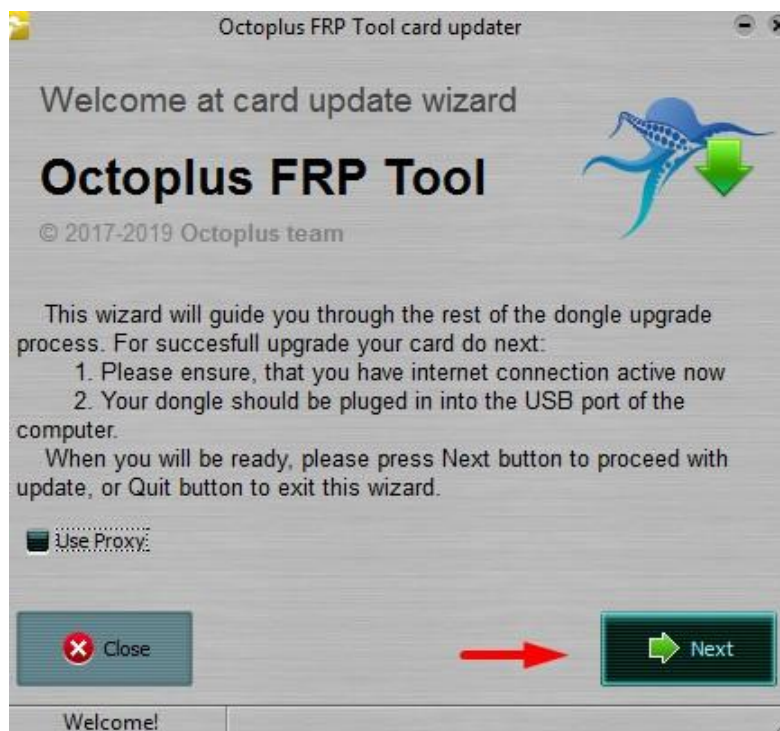 Octoplus FRP Tool card updater
Welcome at card update wizard
Octoplus FRP Tool
© 2017-2019 Octoplus team
This wizard will guide you through the rest of the dongle upgrade
process. For succesfull upgrade your card do next:
1. Please ensure, that you have internet connection active now
2. Your dongle should be pluged in into the USB port of the
computer.
When you will be ready, please press Next button to proceed with
update, or Quit button to exit this wizard.
Use Proxy
Close
Next
Welcome!